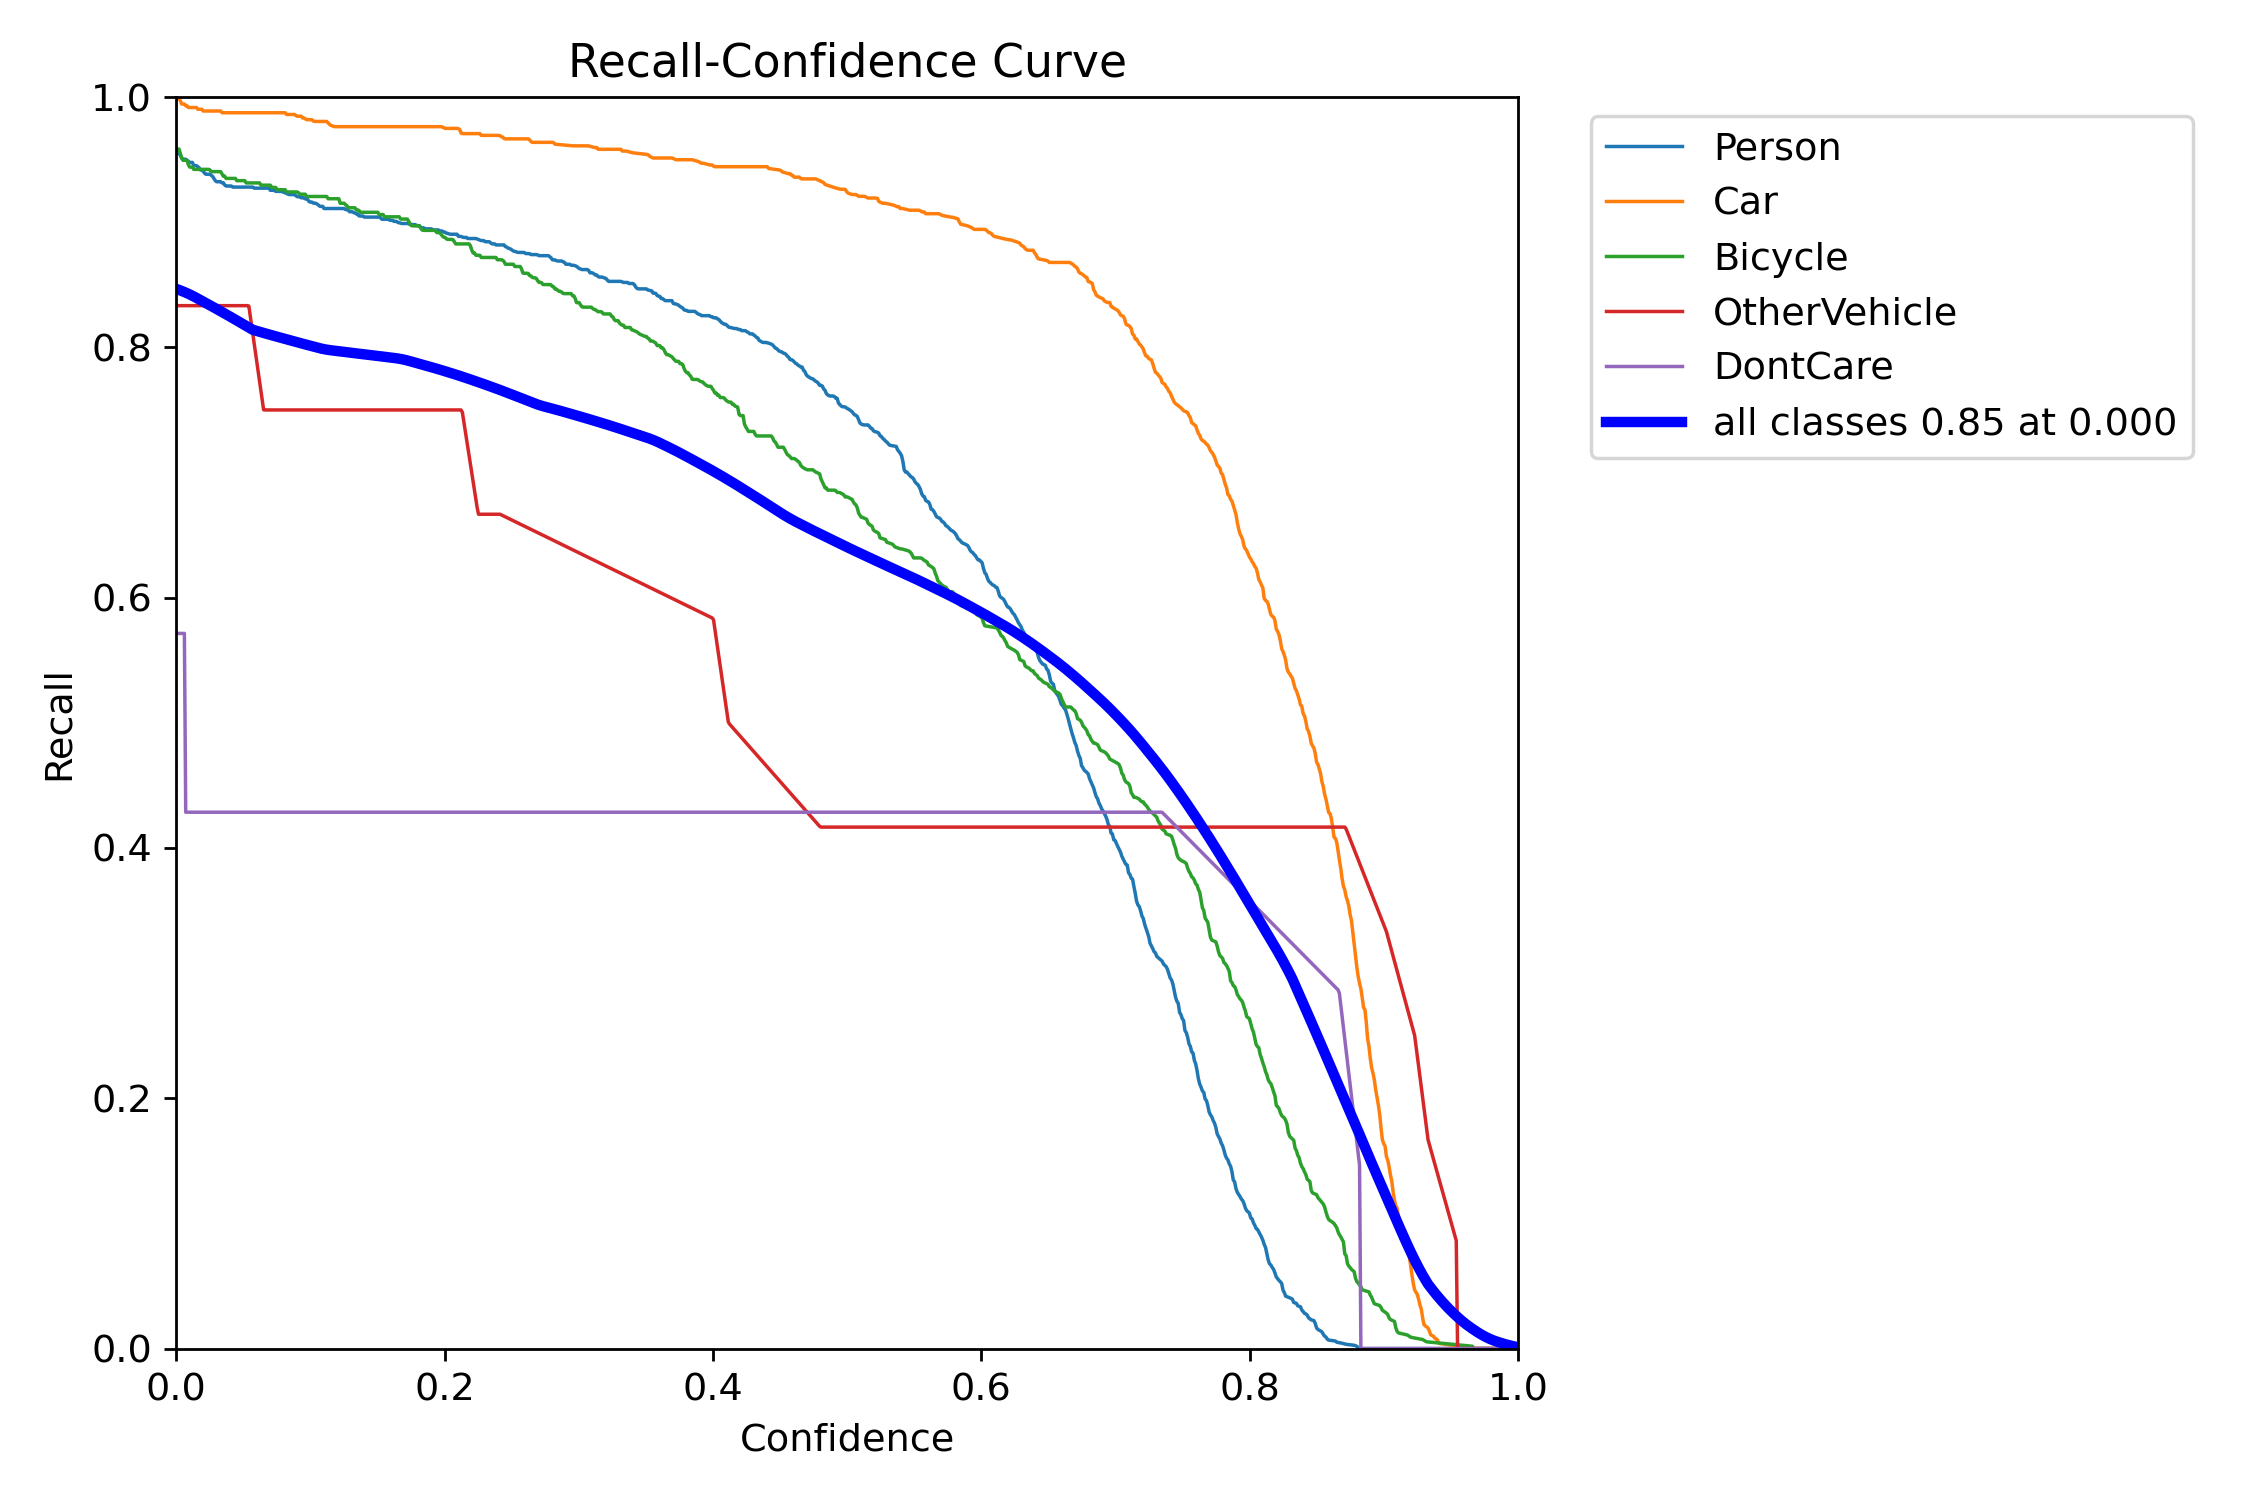 Recall-Confidence Curve
1.0
0.8
0.6
0.4
0.2
0.0
Recall
0.0 0.2 0.4 0.6 0.8 1.0
Confidence
Person
Car
Bicycle
OtherVehicle
DontCare
all classes 0.85 at 0.000